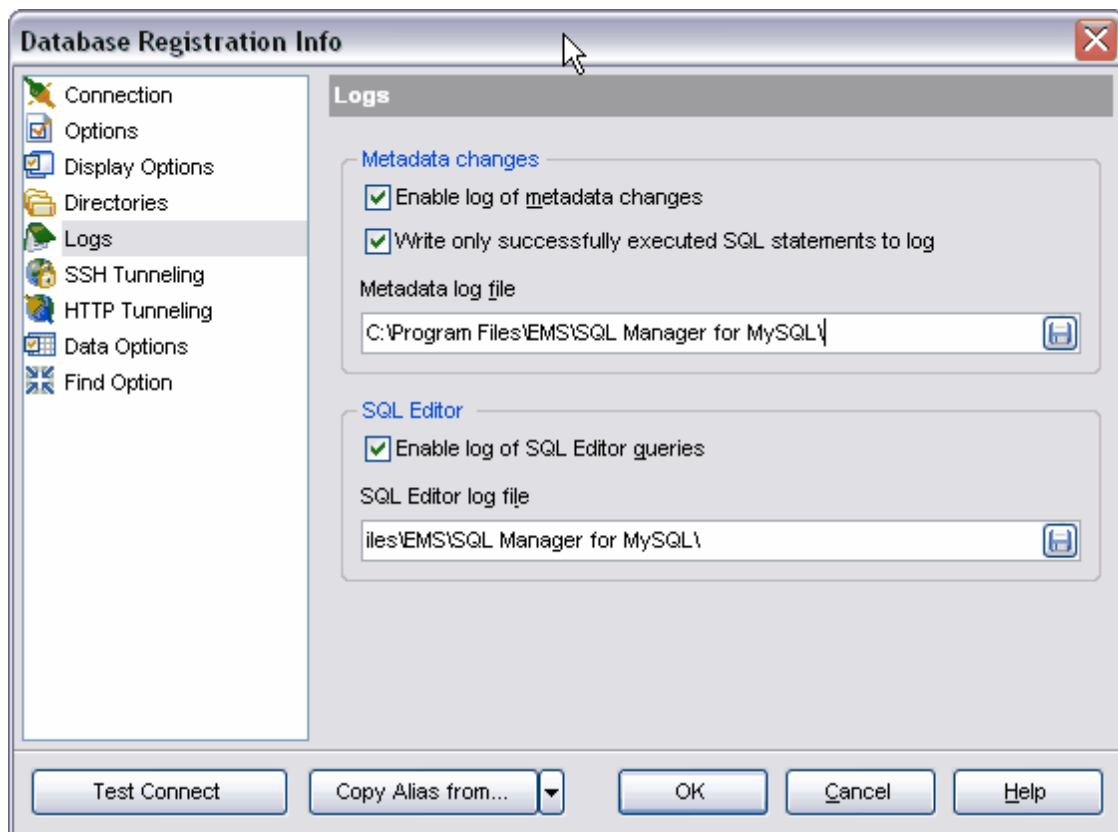 Database Registration Info
Connection
Options
Display Options
Directories
Logs
SSH Tunneling
HTTP Tunneling
Data Options
Find Option
Logs
Metadata changes
Enable log of metadata changes
Write only successfully executed SQL statements to log
Metadata log file
C:\Program Files\EMS\SQL Manager for MySQL\
SQL Editor
Enable log of SQL Editor queries
SQL Editor log file
iles\EMS\SQL Manager for MySQL\
Test Connect
Copy Alias from...
OK
Cancel
Help